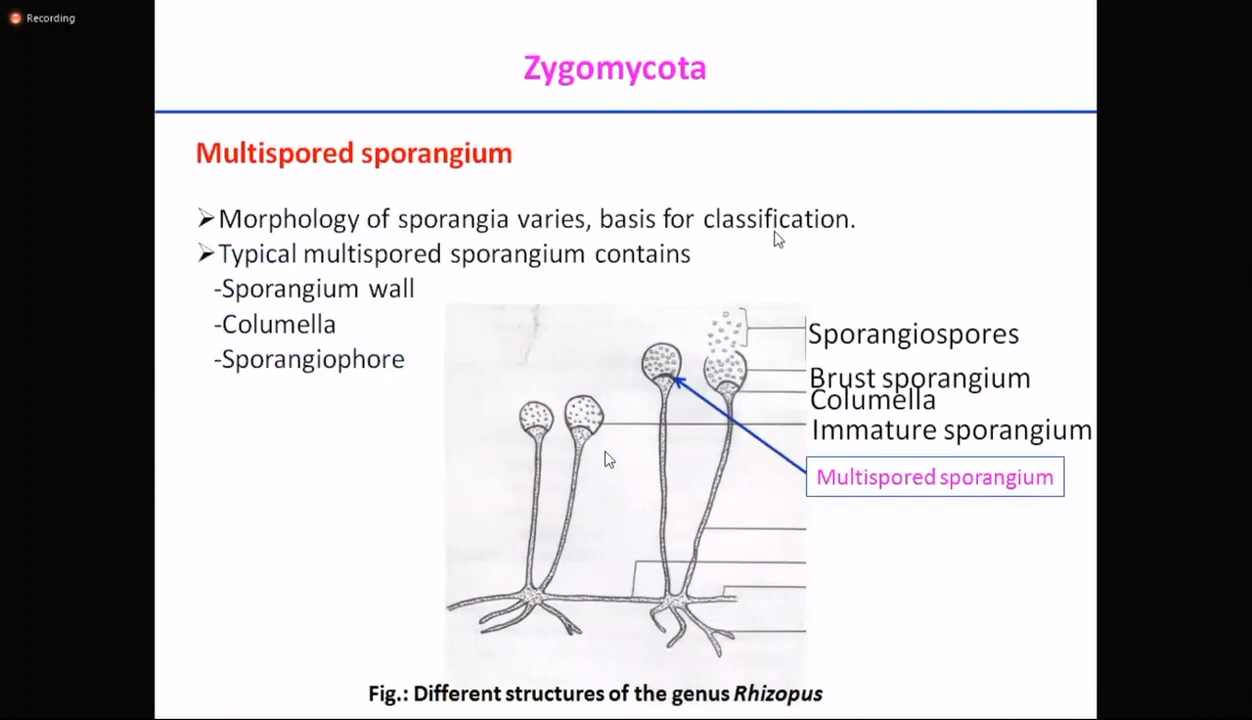 Recording
Zygomycota
Multispored sporangium
➢Morphology of sporangia varies, basis for classification.
➢Typical multispored sporangium contains
-Sporangium wall
-Columella
-Sporangiophore
Sporangiospores
Brust sporangium
Columella
Immature sporangium
Multispored sporangium
Fig.: Different structures of the genus Rhizopus